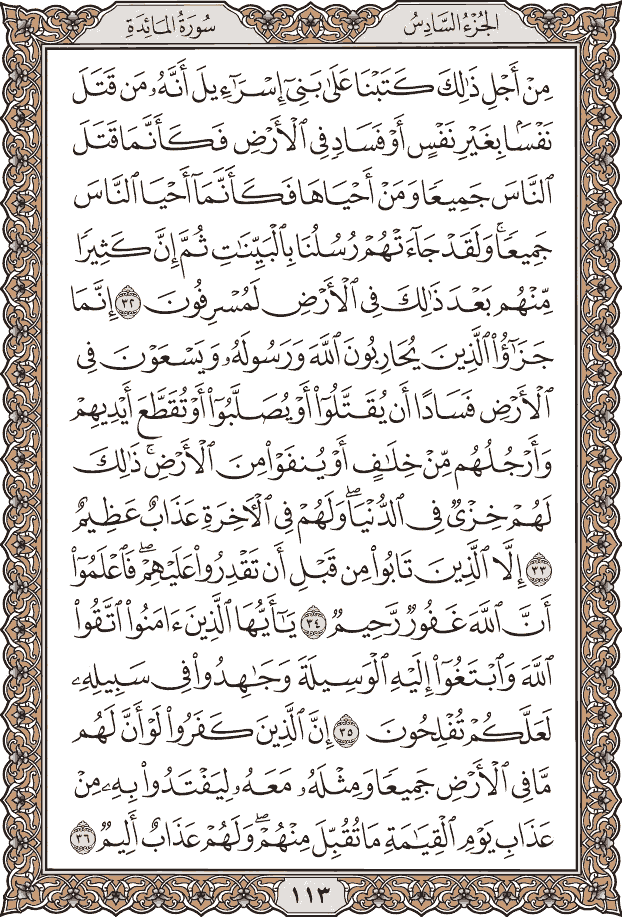 الجُزْءُ السَّادِسُ
سُورَةُ المَائِدَةِ
مِنْ أَجْلِ ذَٰلِكَ كَتَبْنَا عَلَىٰ بَنِىٓ إِسْرَٰٓءِيلَ أَنَّهُۥ مَن قَتَلَ
نَفْسًۢا بِغَيْرِ نَفْسٍ أَوْ فَسَادٍ فِى ٱلْأَرْضِ فَكَأَنَّمَا قَتَلَ
ٱلنَّاسَ جَمِيعًا وَمَنْ أَحْيَاهَا فَكَأَنَّمَآ أَحْيَا ٱلنَّاسَ
جَمِيعًا ۚ وَلَقَدْ جَآءَتْهُمْ رُسُلُنَا بِٱلْبَيِّنَٰتِ ثُمَّ إِنَّ كَثِيرًا
مِّنْهُم بَعْدَ ذَٰلِكَ فِى ٱلْأَرْضِ لَمُسْرِفُونَ ٣٢ إِنَّمَا
جَزَٰٓؤُا۟ ٱلَّذِينَ يُحَارِبُونَ ٱللَّهَ وَرَسُولَهُۥ وَيَسْعَوْنَ فِى
ٱلْأَرْضِ فَسَادًا أَن يُقَتَّلُوٓا۟ أَوْ يُصَلَّبُوٓا۟ أَوْ تُقَطَّعَ أَيْدِيهِمْ
وَأَرْجُلُهُم مِّنْ خِلَٰفٍ أَوْ يُنفَوْا۟ مِنَ ٱلْأَرْضِ ۚ ذَٰلِكَ
لَهُمْ خِزْىٌ فِى ٱلدُّنْيَا ۖ وَلَهُمْ فِى ٱلْءَاخِرَةِ عَذَابٌ عَظِيمٌ
٣٣ إِلَّا ٱلَّذِينَ تَابُوا۟ مِن قَبْلِ أَن تَقْدِرُوا۟ عَلَيْهِمْ ۖ فَٱعْلَمُوٓا۟
أَنَّ ٱللَّهَ غَفُورٌ رَّحِيمٌ ٣٤ يَٰٓأَيُّهَا ٱلَّذِينَ ءَامَنُوا۟ ٱتَّقُوا۟
ٱللَّهَ وَٱبْتَغُوٓا۟ إِلَيْهِ ٱلْوَسِيلَةَ وَجَٰهِدُوا۟ فِى سَبِيلِهِۦ
لَعَلَّكُمْ تُفْلِحُونَ ٣٥ إِنَّ ٱلَّذِينَ كَفَرُوا۟ لَوْ أَنَّ لَهُم
مَّا فِى ٱلْأَرْضِ جَمِيعًا وَمِثْلَهُۥ مَعَهُۥ لِيَفْتَدُوا۟ بِهِۦ مِنْ
عَذَابِ يَوْمِ ٱلْقِيَٰمَةِ مَا تُقُبِّلَ مِنْهُمْ ۖ وَلَهُمْ عَذَابٌ أَلِيمٌ ٣٦
١١٣